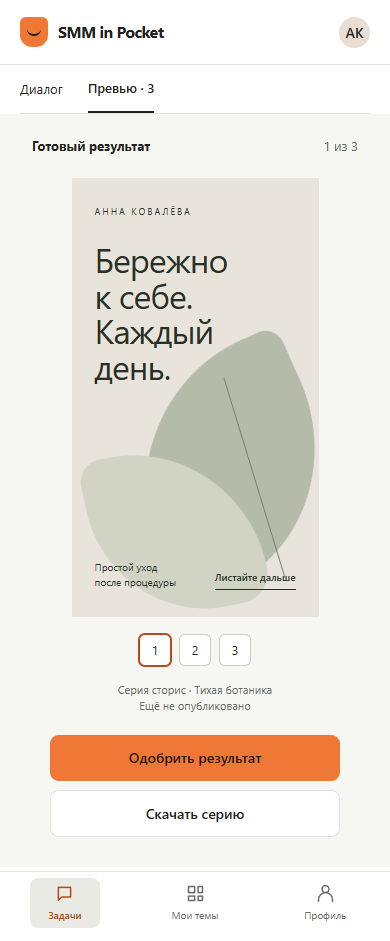 SMM in Pocket
АК
Диалог
Превью · 3
Готовый результат
1 из 3
АННА КОВАЛЁВА
Бережно
к себе.
Каждый
день.
Простой уход
после процедуры
Листайте дальше
1
2
3
Серия сторис · Тихая ботаника
Ещё не опубликовано
Одобрить результат
Скачать серию
Задачи
Мои темы
Профиль